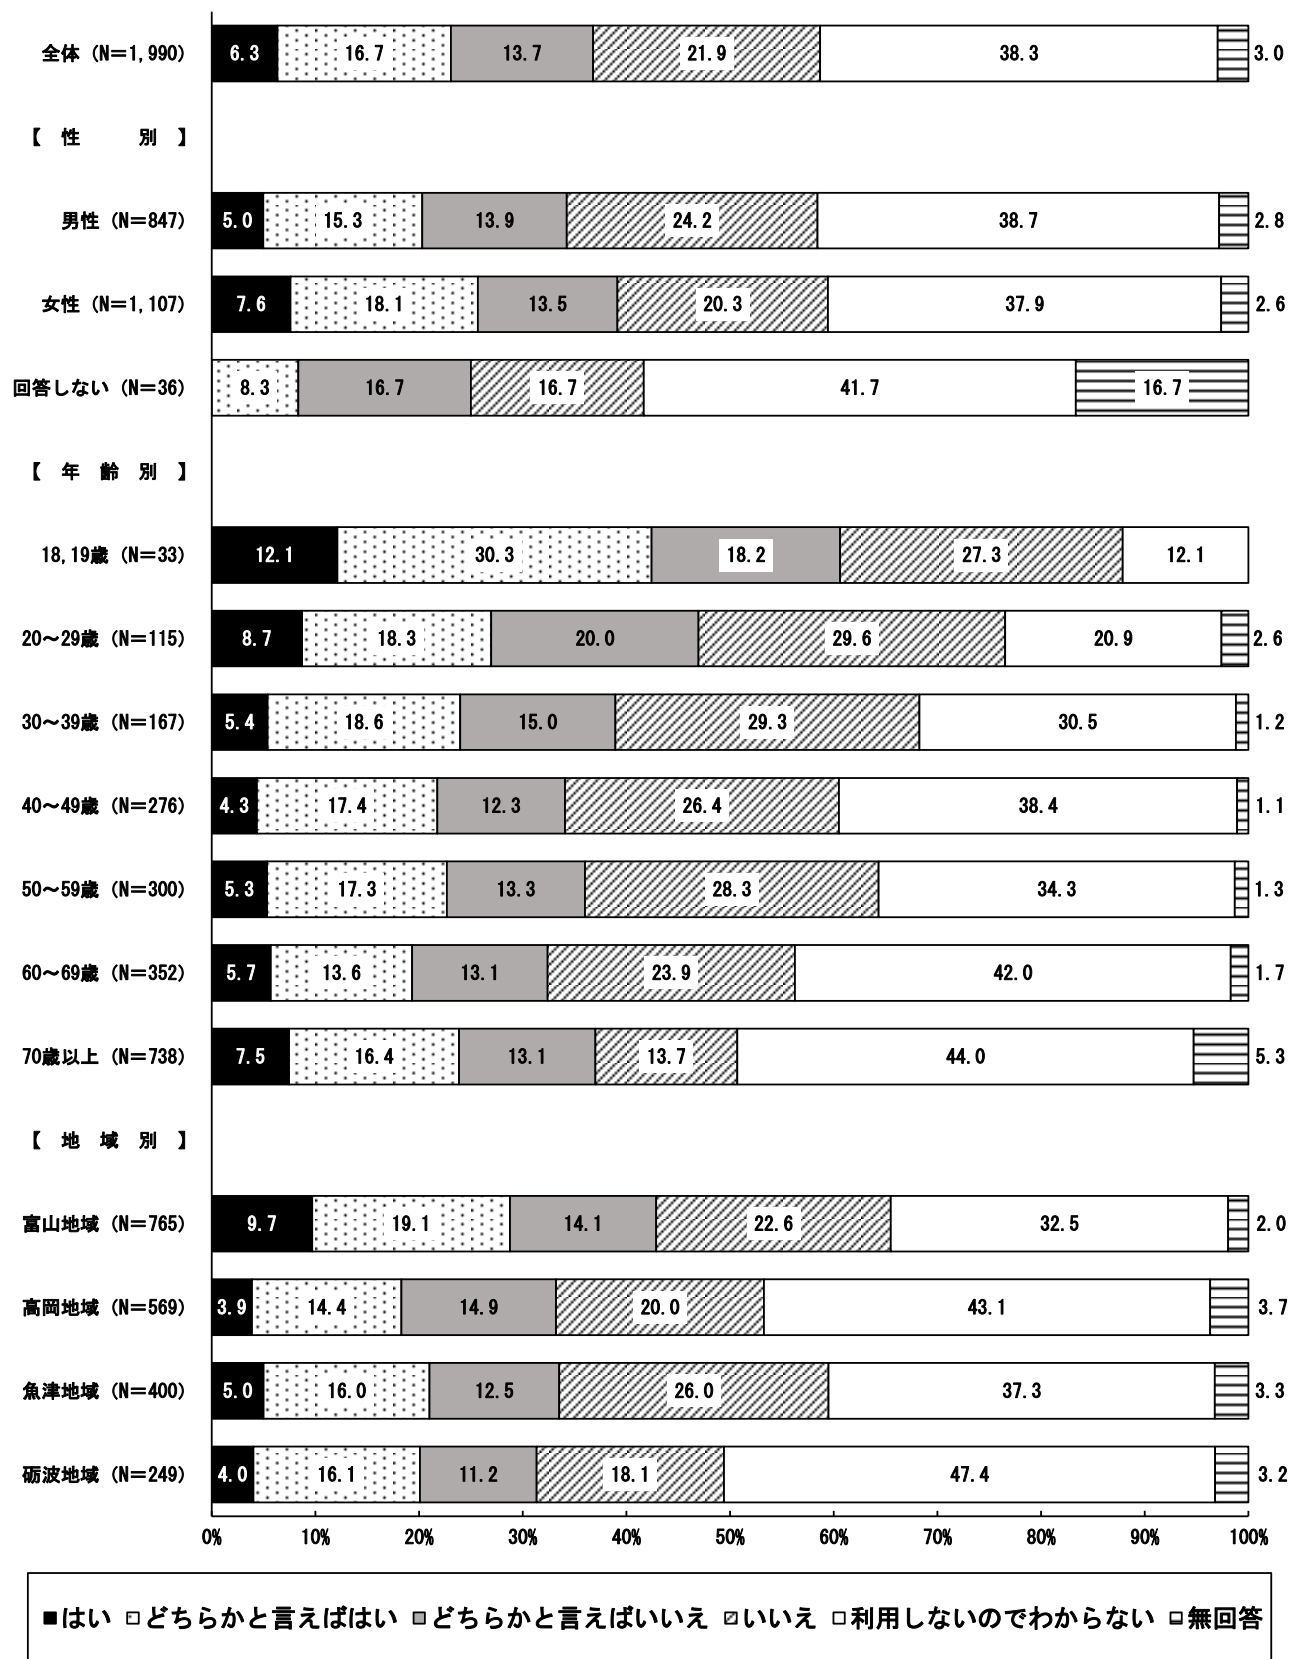 全体 (N=1,990) 6.3 16.7 13.7 21.9 38.3 3.0
【 性 別 】
男性 (N=847) 5.0 15.3 13.9 24.2 38.7 2.8
女性 (N=1,107) 7.6 18.1 13.5 20.3 37.9 2.6
回答しない (N=36) 8.3 16.7 16.7 41.7 16.7
【 年 齢 別 】
18,19歳 (N=33) 12.1 30.3 18.2 27.3 12.1
20～29歳 (N=115) 8.7 18.3 20.0 29.6 20.9 2.6
30～39歳 (N=167) 5.4 18.6 15.0 29.3 30.5 1.2
40～49歳 (N=276) 4.3 17.4 12.3 26.4 38.4 1.1
50～59歳 (N=300) 5.3 17.3 13.3 28.3 34.3 1.3
60～69歳 (N=352) 5.7 13.6 13.1 23.9 42.0 1.7
70歳以上 (N=738) 7.5 16.4 13.1 13.7 44.0 5.3
【 地 域 別 】
富山地域 (N=765) 9.7 19.1 14.1 22.6 32.5 2.0
高岡地域 (N=569) 3.9 14.4 14.9 20.0 43.1 3.7
魚津地域 (N=400) 5.0 16.0 12.5 26.0 37.3 3.3
砺波地域 (N=249) 4.0 16.1 11.2 18.1 47.4 3.2
0% 10% 20% 30% 40% 50% 60% 70% 80% 90% 100%
はい どちらかと言えばはい どちらかと言えばいいえ いいえ 利用しないのでわからない 無回答